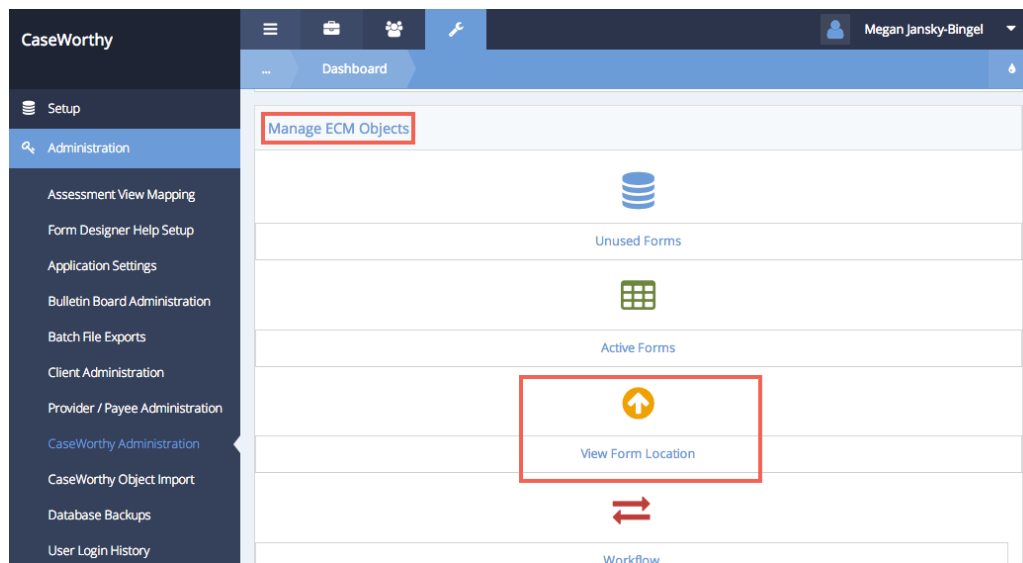 CaseWorthy
Megan Jansky-Bingel
...
Dashboard
Setup
Administration
Assessment View Mapping
Form Designer Help Setup
Application Settings
Bulletin Board Administration
Batch File Exports
Client Administration
Provider / Payee Administration
CaseWorthy Administration
CaseWorthy Object Import
Database Backups
User Login History
Manage ECM Objects
Unused Forms
Active Forms
View Form Location
Workflow